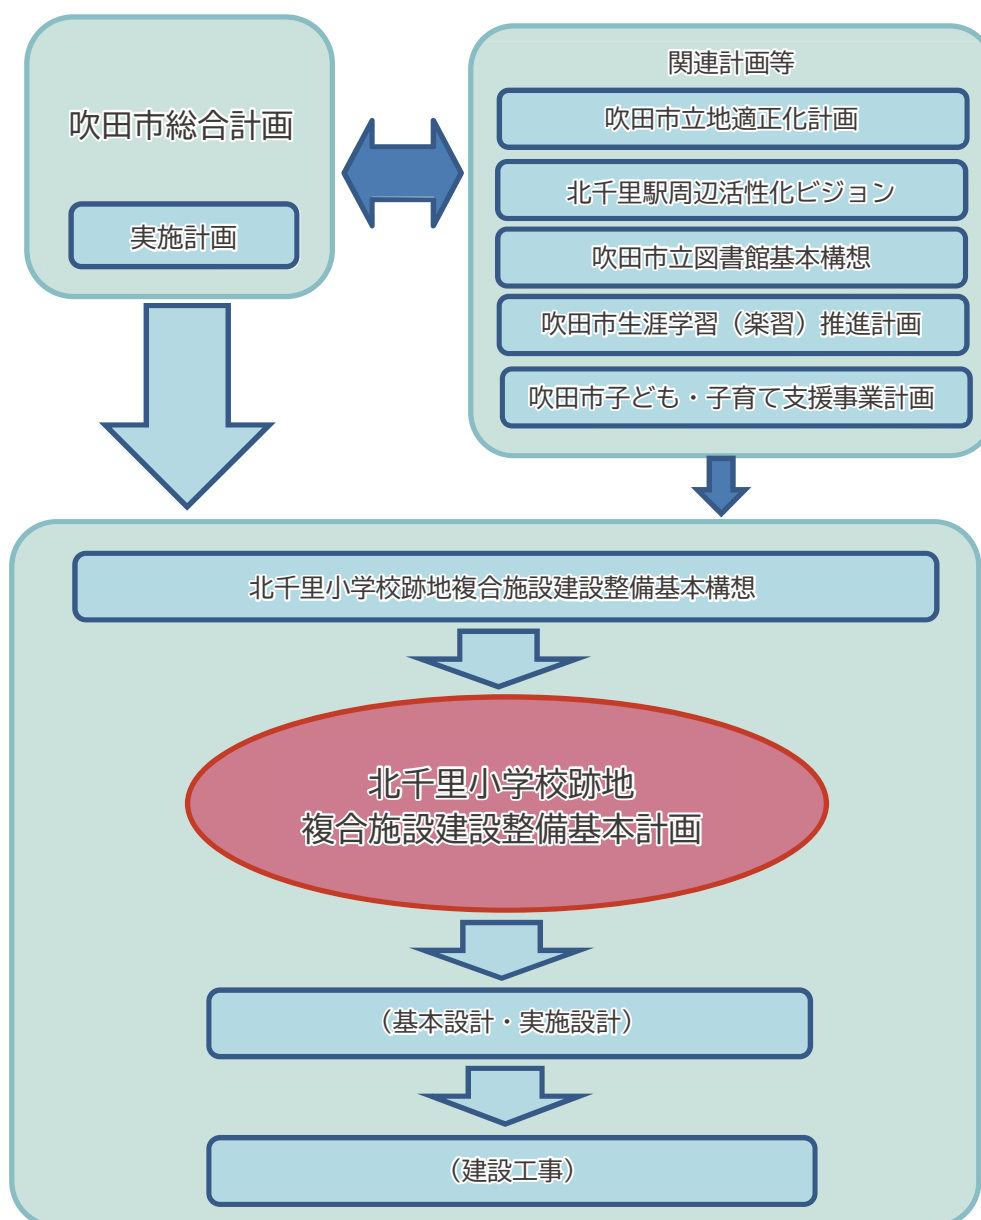 吹田市総合計画
実施計画
関連計画等
吹田市立地適正化計画
北千里駅周辺活性化ビジョン
吹田市立図書館基本構想
吹田市生涯学習（楽習）推進計画
吹田市子ども・子育て支援事業計画
北千里小学校跡地複合施設建設整備基本構想
北千里小学校跡地
複合施設建設整備基本計画
（基本設計・実施設計）
（建設工事）